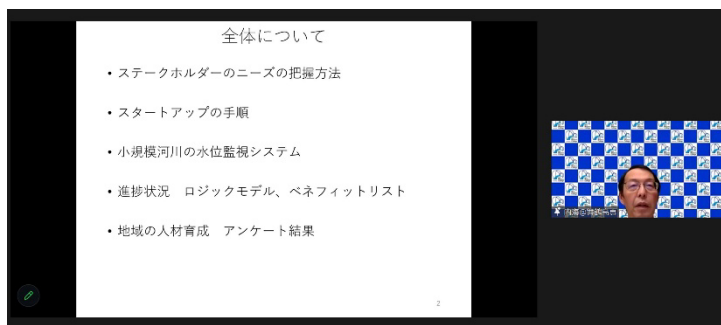 全体について
• ステークホルダーのニーズの把握方法
• スタートアップの手順
• 小規模河川の水位監視システム
• 進捗状況　ロジックモデル、ベネフィットリスト
• 地域の人材育成　アンケート結果
2